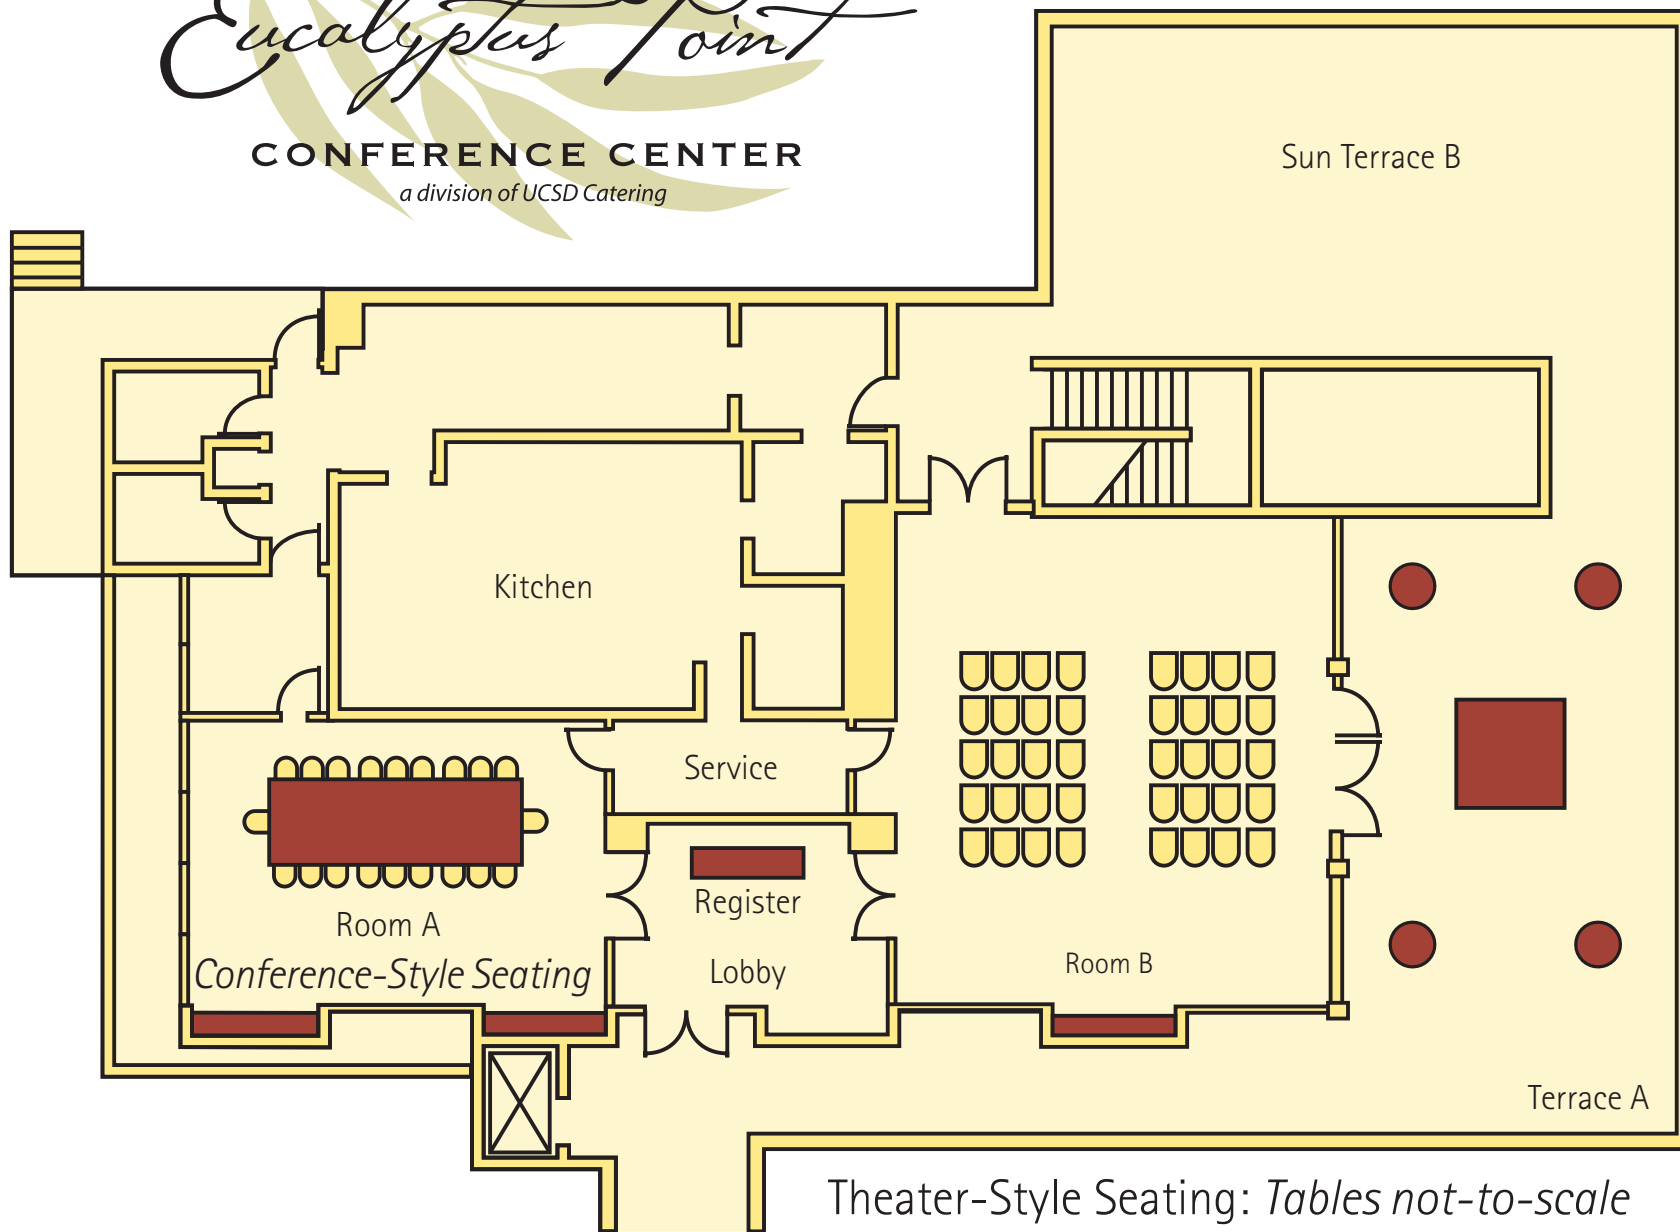 Eucalyptus Point
CONFERENCE CENTER
a division of UCSD Catering
Sun Terrace B
Kitchen
Service
Register
Room A
Conference-Style Seating
Lobby
Room B
Terrace A
Theater-Style Seating: Tables not-to-scale